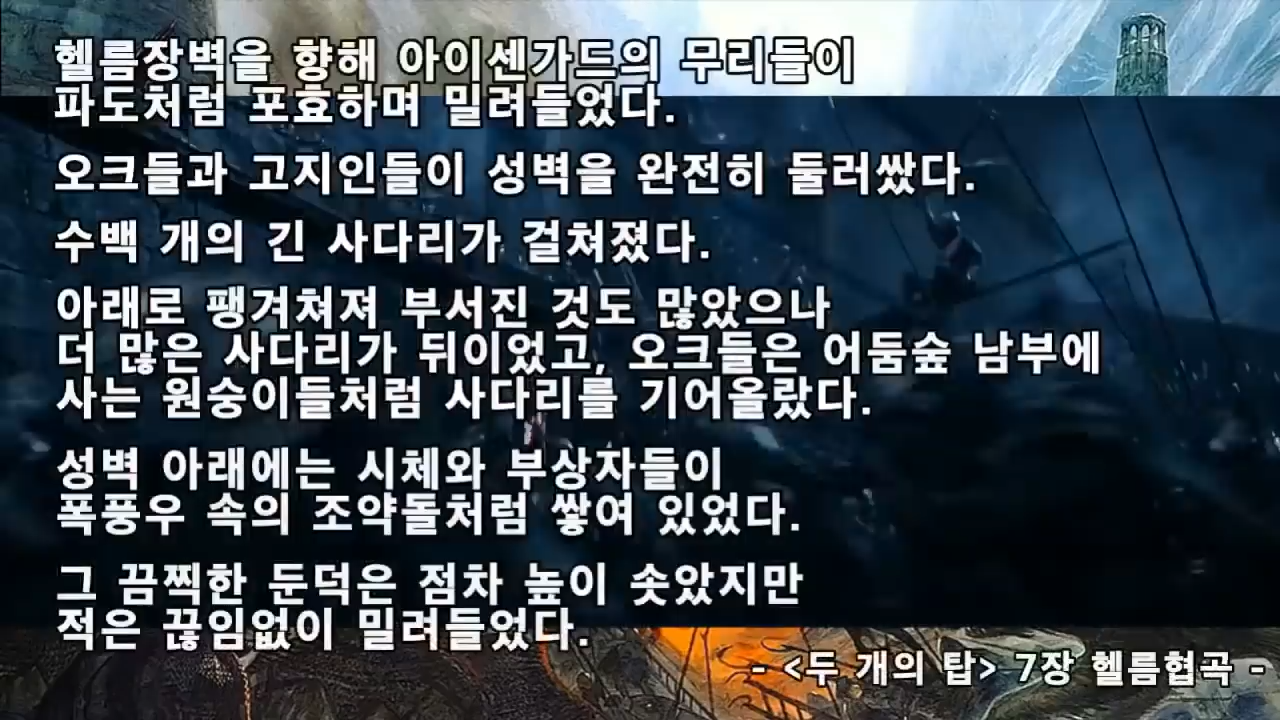 헬름장벽을 향해 아이센가드의 무리들이
파도처럼 포효하며 밀려들었다.
오크들과 고지인들이 성벽을 완전히 둘러쌌다.
수백 개의 긴 사다리가 걸쳐졌다.
아래로 팽겨쳐져 부서진 것도 많았으나
더 많은 사다리가 뒤이었고, 오크들은 어둠숲 남부에
사는 원숭이들처럼 사다리를 기어올랐다.
성벽 아래에는 시체와 부상자들이
폭풍우 속의 조약돌처럼 쌓여 있었다.
그 끔찍한 둔덕은 점차 높이 솟았지만
적은 끊임없이 밀려들었다.
- <두 개의 탑> 7장 헬름협곡 -